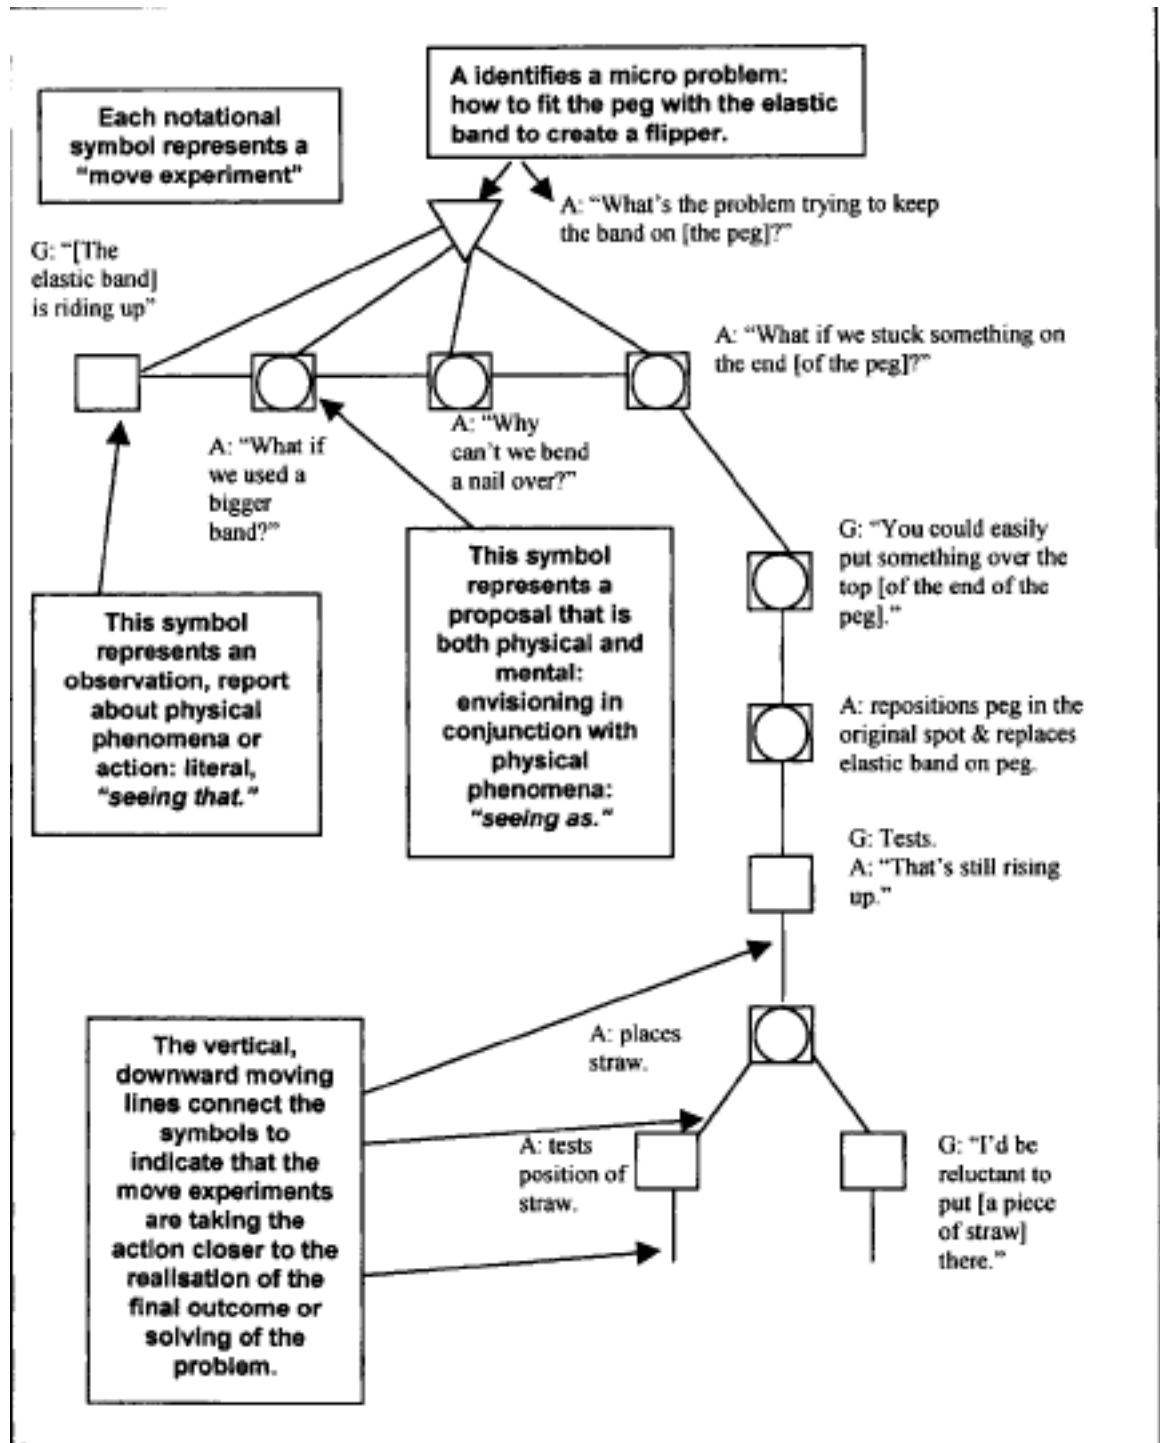 A identifies a micro problem:
how to fit the peg with the elastic
band to create a flipper.
Each notational
symbol represents a
“move experiment”
A: “What’s the problem trying to keep
the band on [the peg]?”
G: “[The
elastic band]
is riding up”
A: “What if we stuck something on
the end [of the peg]?”
A: “What if
we used a
bigger
band?”
A: “Why
can’t we bend
a nail over?”
G: “You could easily
put something over the
top [of the end of the
peg].”
This symbol
represents an
observation, report
about physical
phenomena or
action: literal,
“seeing that.”
This symbol
represents a
proposal that is
both physical and
mental:
envisioning in
conjunction with
physical
phenomena:
“seeing as.”
A: repositions peg in the
original spot & replaces
elastic band on peg.
G: Tests.
A: “That’s still rising
up.”
The vertical,
downward moving
lines connect the
symbols to
indicate that the
move experiments
are taking the
action closer to the
realisation of the
final outcome or
solving of the
problem.
A: places
straw.
A: tests
position of
straw.
G: “I’d be
reluctant to
put [a piece
of straw]
there.”